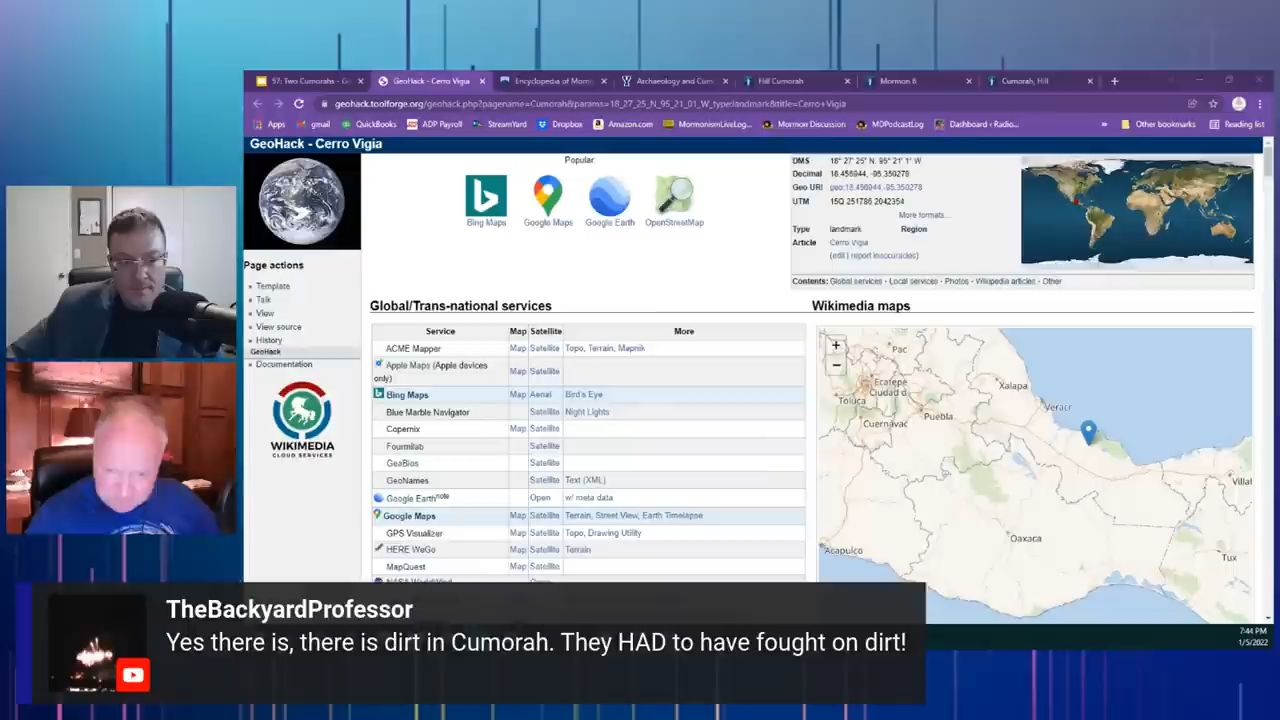 57: Two Cumorahs - G
GeoHack - Cerro Vigia
Encyclopedia of Morm
Archaeology and Cum
Hill Cumorah
Mormon 6
Cumorah, Hill
geohack.toolforge.org/geohack.php?pagename=Cumorah&params=18_27_25_N_95_21_01_W_type:landmark&title=Cerro+Vigia
Apps
gmail
QuickBooks
ADP Payroll
StreamYard
Dropbox
Amazon.com
MormonismLiveLog...
Mormon Discussion
MDPodcastLog
Dashboard ‹ Radio...
»
Other bookmarks
Reading list
GeoHack - Cerro Vigia
Page actions
Template
Talk
View
View source
History
GeoHack
Documentation
WIKIMEDIA
CLOUD SERVICES
Popular
Bing Maps
Google Maps
Google Earth
OpenStreetMap
DMS 18° 27′ 25″ N, 95° 21′ 1″ W
Decimal 18.456944, -95.350278
Geo URI geo:18.456944,-95.350278
UTM 15Q 251786 2042354
More formats...
Type landmark Region
Article Cerro Vigia
(edit | report inaccuracies)
Contents: Global services - Local services - Photos - Wikipedia articles - Other
Global/Trans-national services
Service Map Satellite More
ACME Mapper Map Satellite Topo, Terrain, Mapnik
Apple Maps (Apple devices
only) Map Satellite
Bing Maps Map Aerial Bird's Eye
Blue Marble Navigator Satellite Night Lights
Copernix Map Satellite
Fourmilab Satellite
GeaBios Satellite
GeoNames Satellite Text (XML)
Google Earth note Open w/ meta data
Google Maps Map Satellite Terrain, Street View, Earth Timelapse
GPS Visualizer Map Satellite Topo, Drawing Utility
HERE WeGo Map Satellite Terrain
MapQuest Map Satellite
Wikimedia maps
+
−
Pac
Ecatepe
Ciudad d
Toluca
Cuernavac
Puebla
Xalapa
Veracr
Oaxaca
Acapulco
Villal
Tux
7:44 PM
1/5/2022
TheBackyardProfessor
Yes there is, there is dirt in Cumorah. They HAD to have fought on dirt!